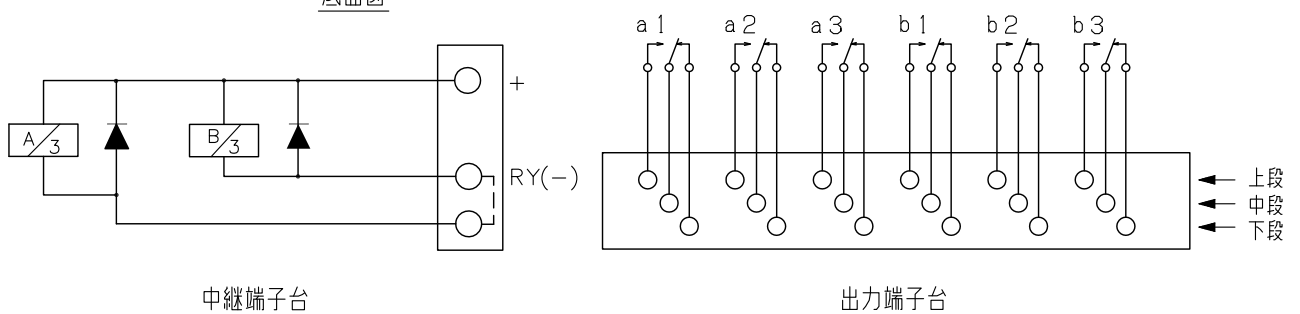 a1 a2 a3 b1 b2 b3
+
A/3
B/3
RY(-)
上段
中段
下段
中継端子台
出力端子台